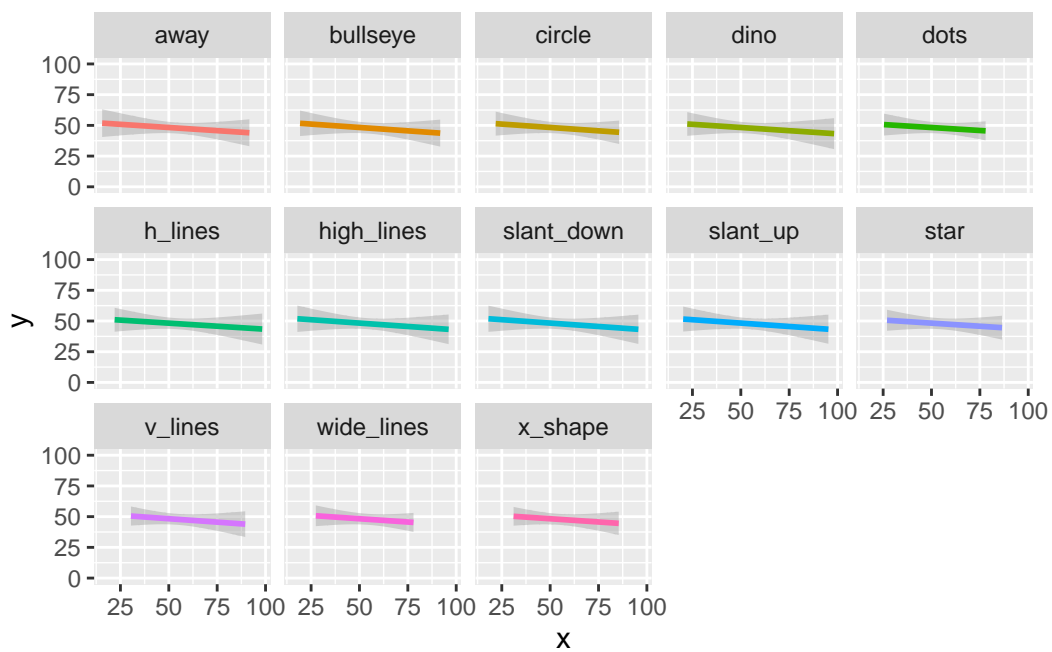 away bullseye circle dino dots
100
75
50
25
0
h_lines high_lines slant_down slant_up star
100
75
50
25
0
25 50 75 100 25 50 75 100
v_lines wide_lines x_shape
100
75
50
25
0
25 50 75 100 25 50 75 100 25 50 75 100
x
y